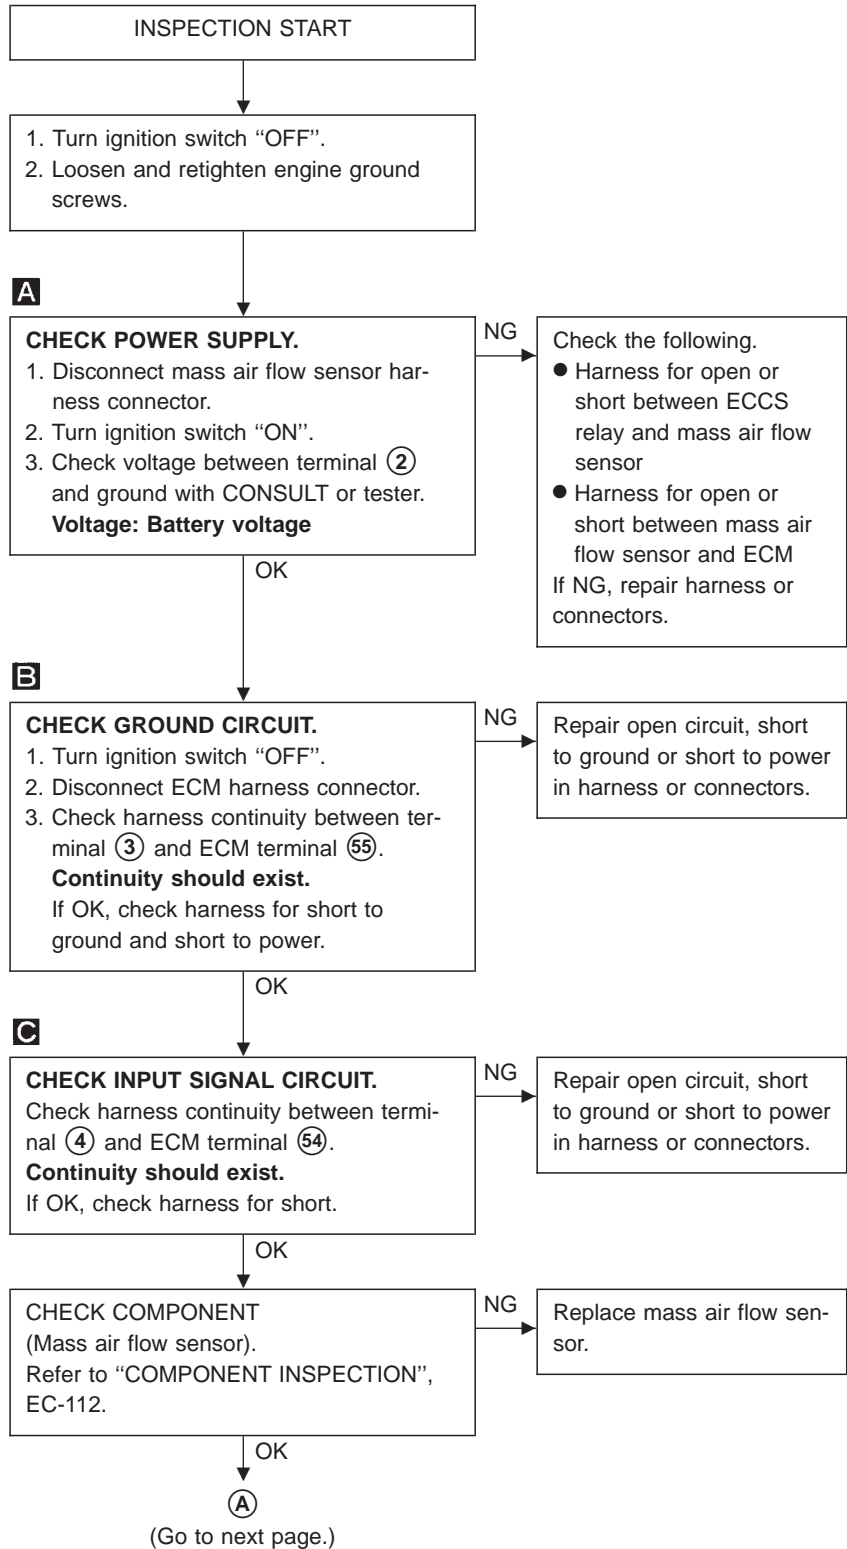 INSPECTION START
1. Turn ignition switch “OFF”.
2. Loosen and retighten engine ground
screws.
A
CHECK POWER SUPPLY.
1. Disconnect mass air flow sensor har-
ness connector.
2. Turn ignition switch “ON”.
3. Check voltage between terminal ②
and ground with CONSULT or tester.
Voltage: Battery voltage
NG
Check the following.
● Harness for open or
short between ECCS
relay and mass air flow
sensor
● Harness for open or
short between mass air
flow sensor and ECM
If NG, repair harness or
connectors.
OK
B
CHECK GROUND CIRCUIT.
1. Turn ignition switch “OFF”.
2. Disconnect ECM harness connector.
3. Check harness continuity between ter-
minal ③ and ECM terminal 55.
Continuity should exist.
If OK, check harness for short to
ground and short to power.
NG
Repair open circuit, short
to ground or short to power
in harness or connectors.
OK
C
CHECK INPUT SIGNAL CIRCUIT.
Check harness continuity between termi-
nal ④ and ECM terminal 54.
Continuity should exist.
If OK, check harness for short.
NG
Repair open circuit, short
to ground or short to power
in harness or connectors.
OK
CHECK COMPONENT
(Mass air flow sensor).
Refer to “COMPONENT INSPECTION”,
EC-112.
NG
Replace mass air flow sen-
sor.
OK
Ⓐ
(Go to next page.)